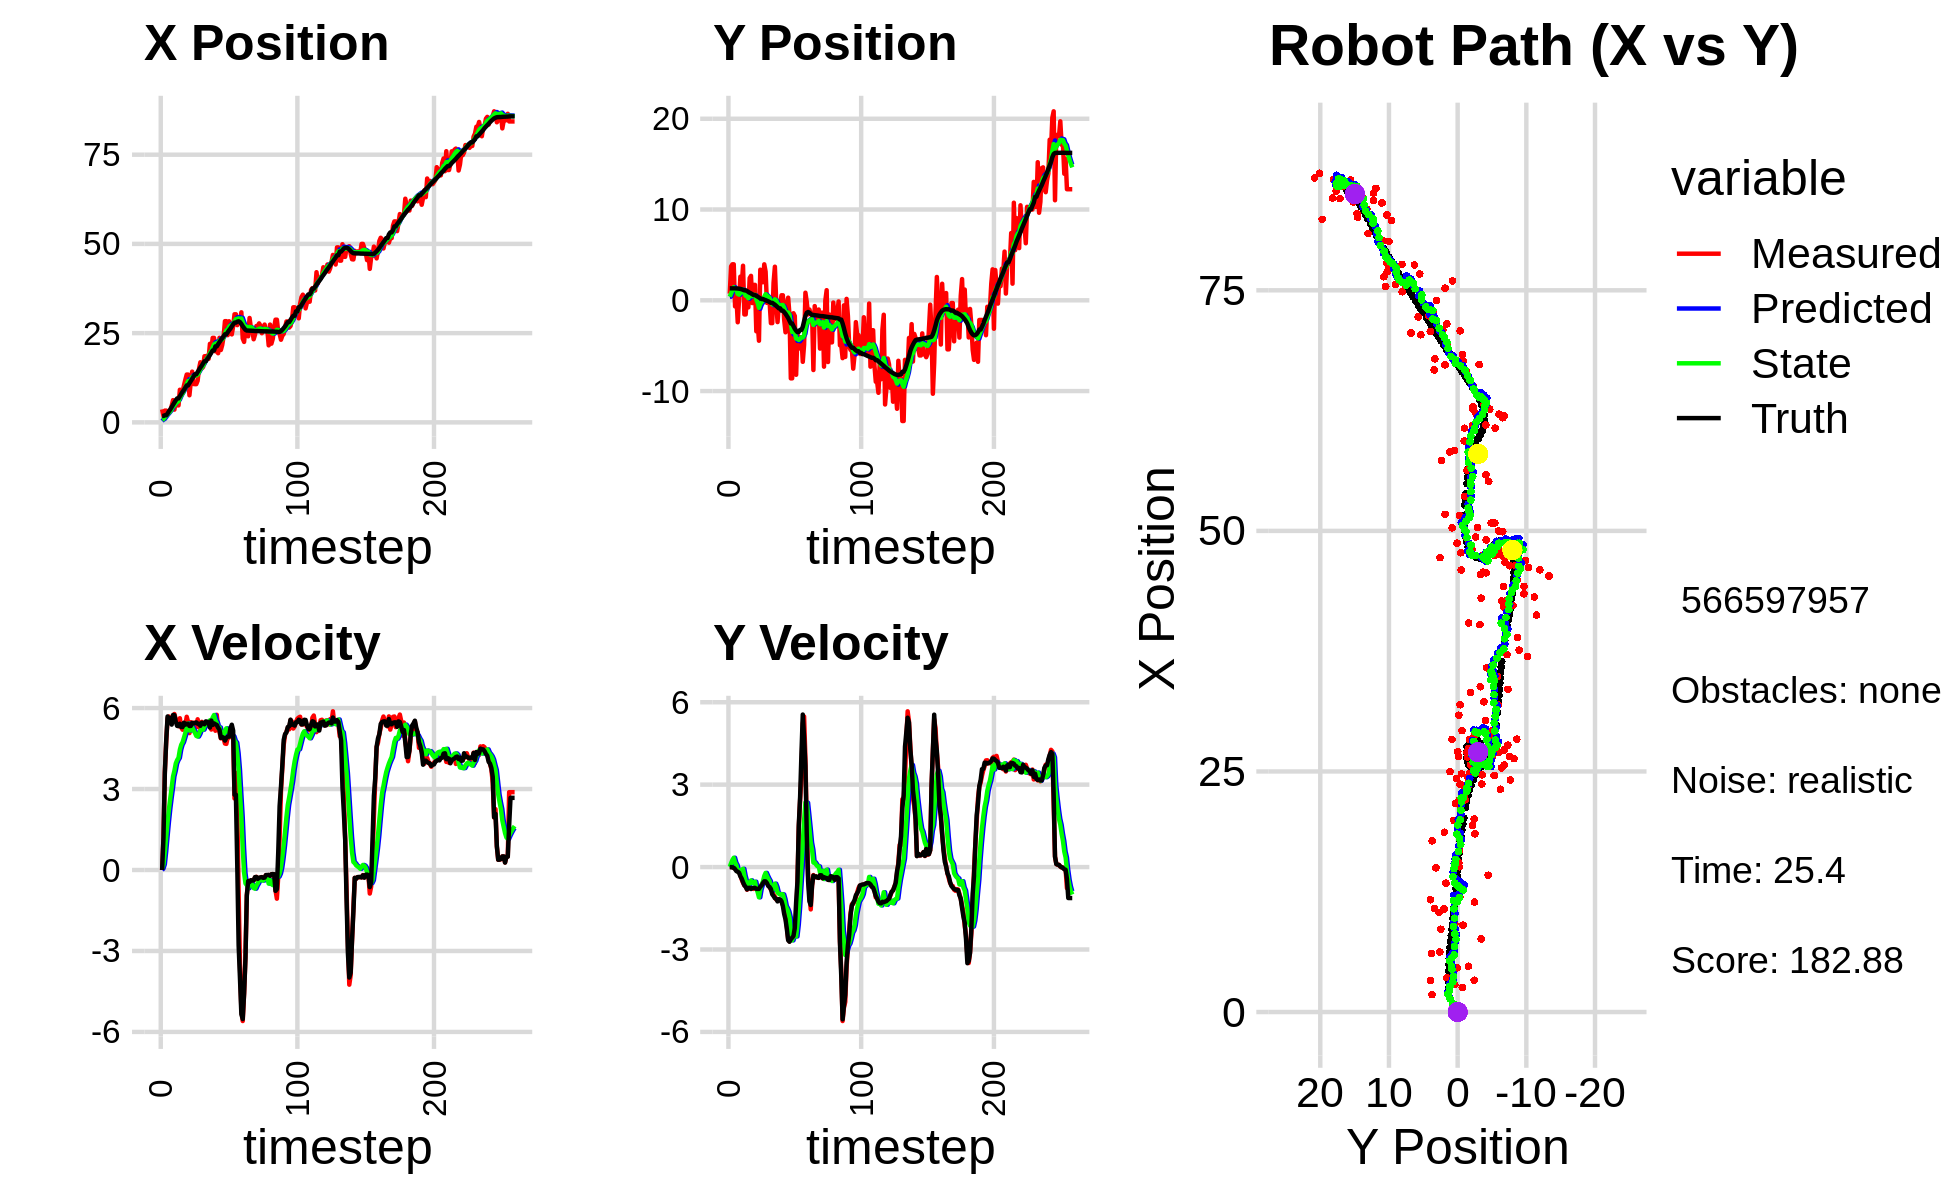 X Position
75
50
25
0
0
100
200
timestep
Y Position
20
10
0
-10
0
100
200
timestep
X Velocity
6
3
0
-3
-6
0
100
200
timestep
Y Velocity
6
3
0
-3
-6
0
100
200
timestep
Robot Path (X vs Y)
X Position
75
50
25
0
20 10 0 -10 -20
Y Position
variable
Measured
Predicted
State
Truth
566597957
Obstacles: none
Noise: realistic
Time: 25.4
Score: 182.88